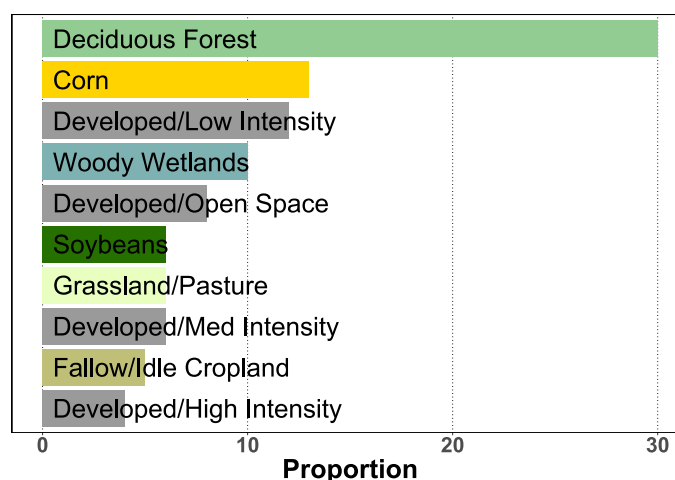 Deciduous Forest
Corn
Developed/Low Intensity
Woody Wetlands
Developed/Open Space
Soybeans
Grassland/Pasture
Developed/Med Intensity
Fallow/Idle Cropland
Developed/High Intensity
0 10 20 30
Proportion